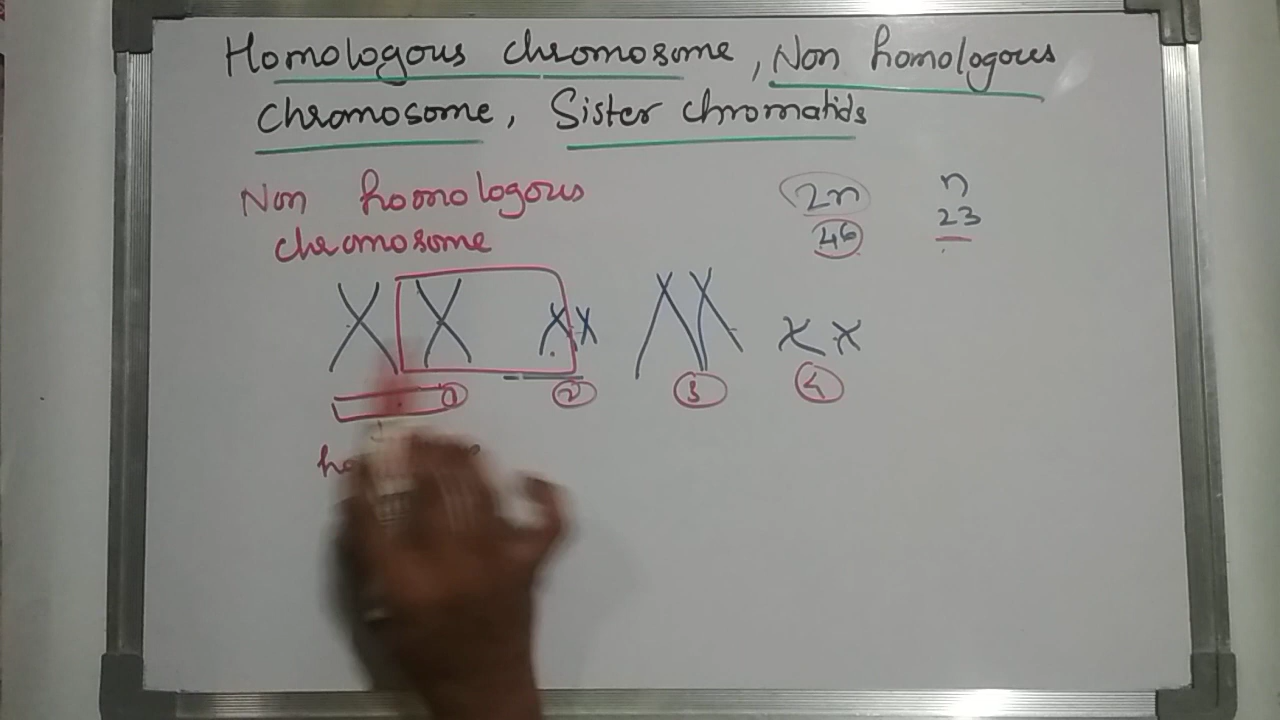 Homologous chromosome, Non homologous
chromosome, Sister chromatids
Non homologous
chromosome
2n
n
46
23
1 2 3 4